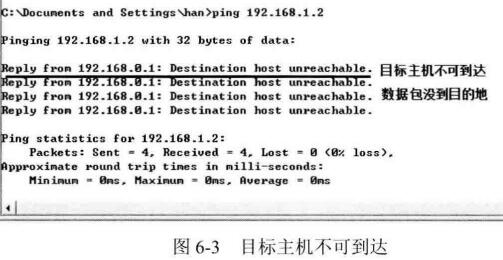 C:\Documents and Settings\han>ping 192.168.1.2
Pinging 192.168.1.2 with 32 bytes of data:
Reply from 192.168.0.1: Destination host unreachable. 目标主机不可到达
Reply from 192.168.0.1: Destination host unreachable. 数据包没到目的地
Reply from 192.168.0.1: Destination host unreachable.
Reply from 192.168.0.1: Destination host unreachable.
Ping statistics for 192.168.1.2:
Packets: Sent = 4, Received = 4, Lost = 0 (0% loss),
Approximate round trip times in milli-seconds:
Minimum = 0ms, Maximum = 0ms, Average = 0ms
图 6-3 目标主机不可到达